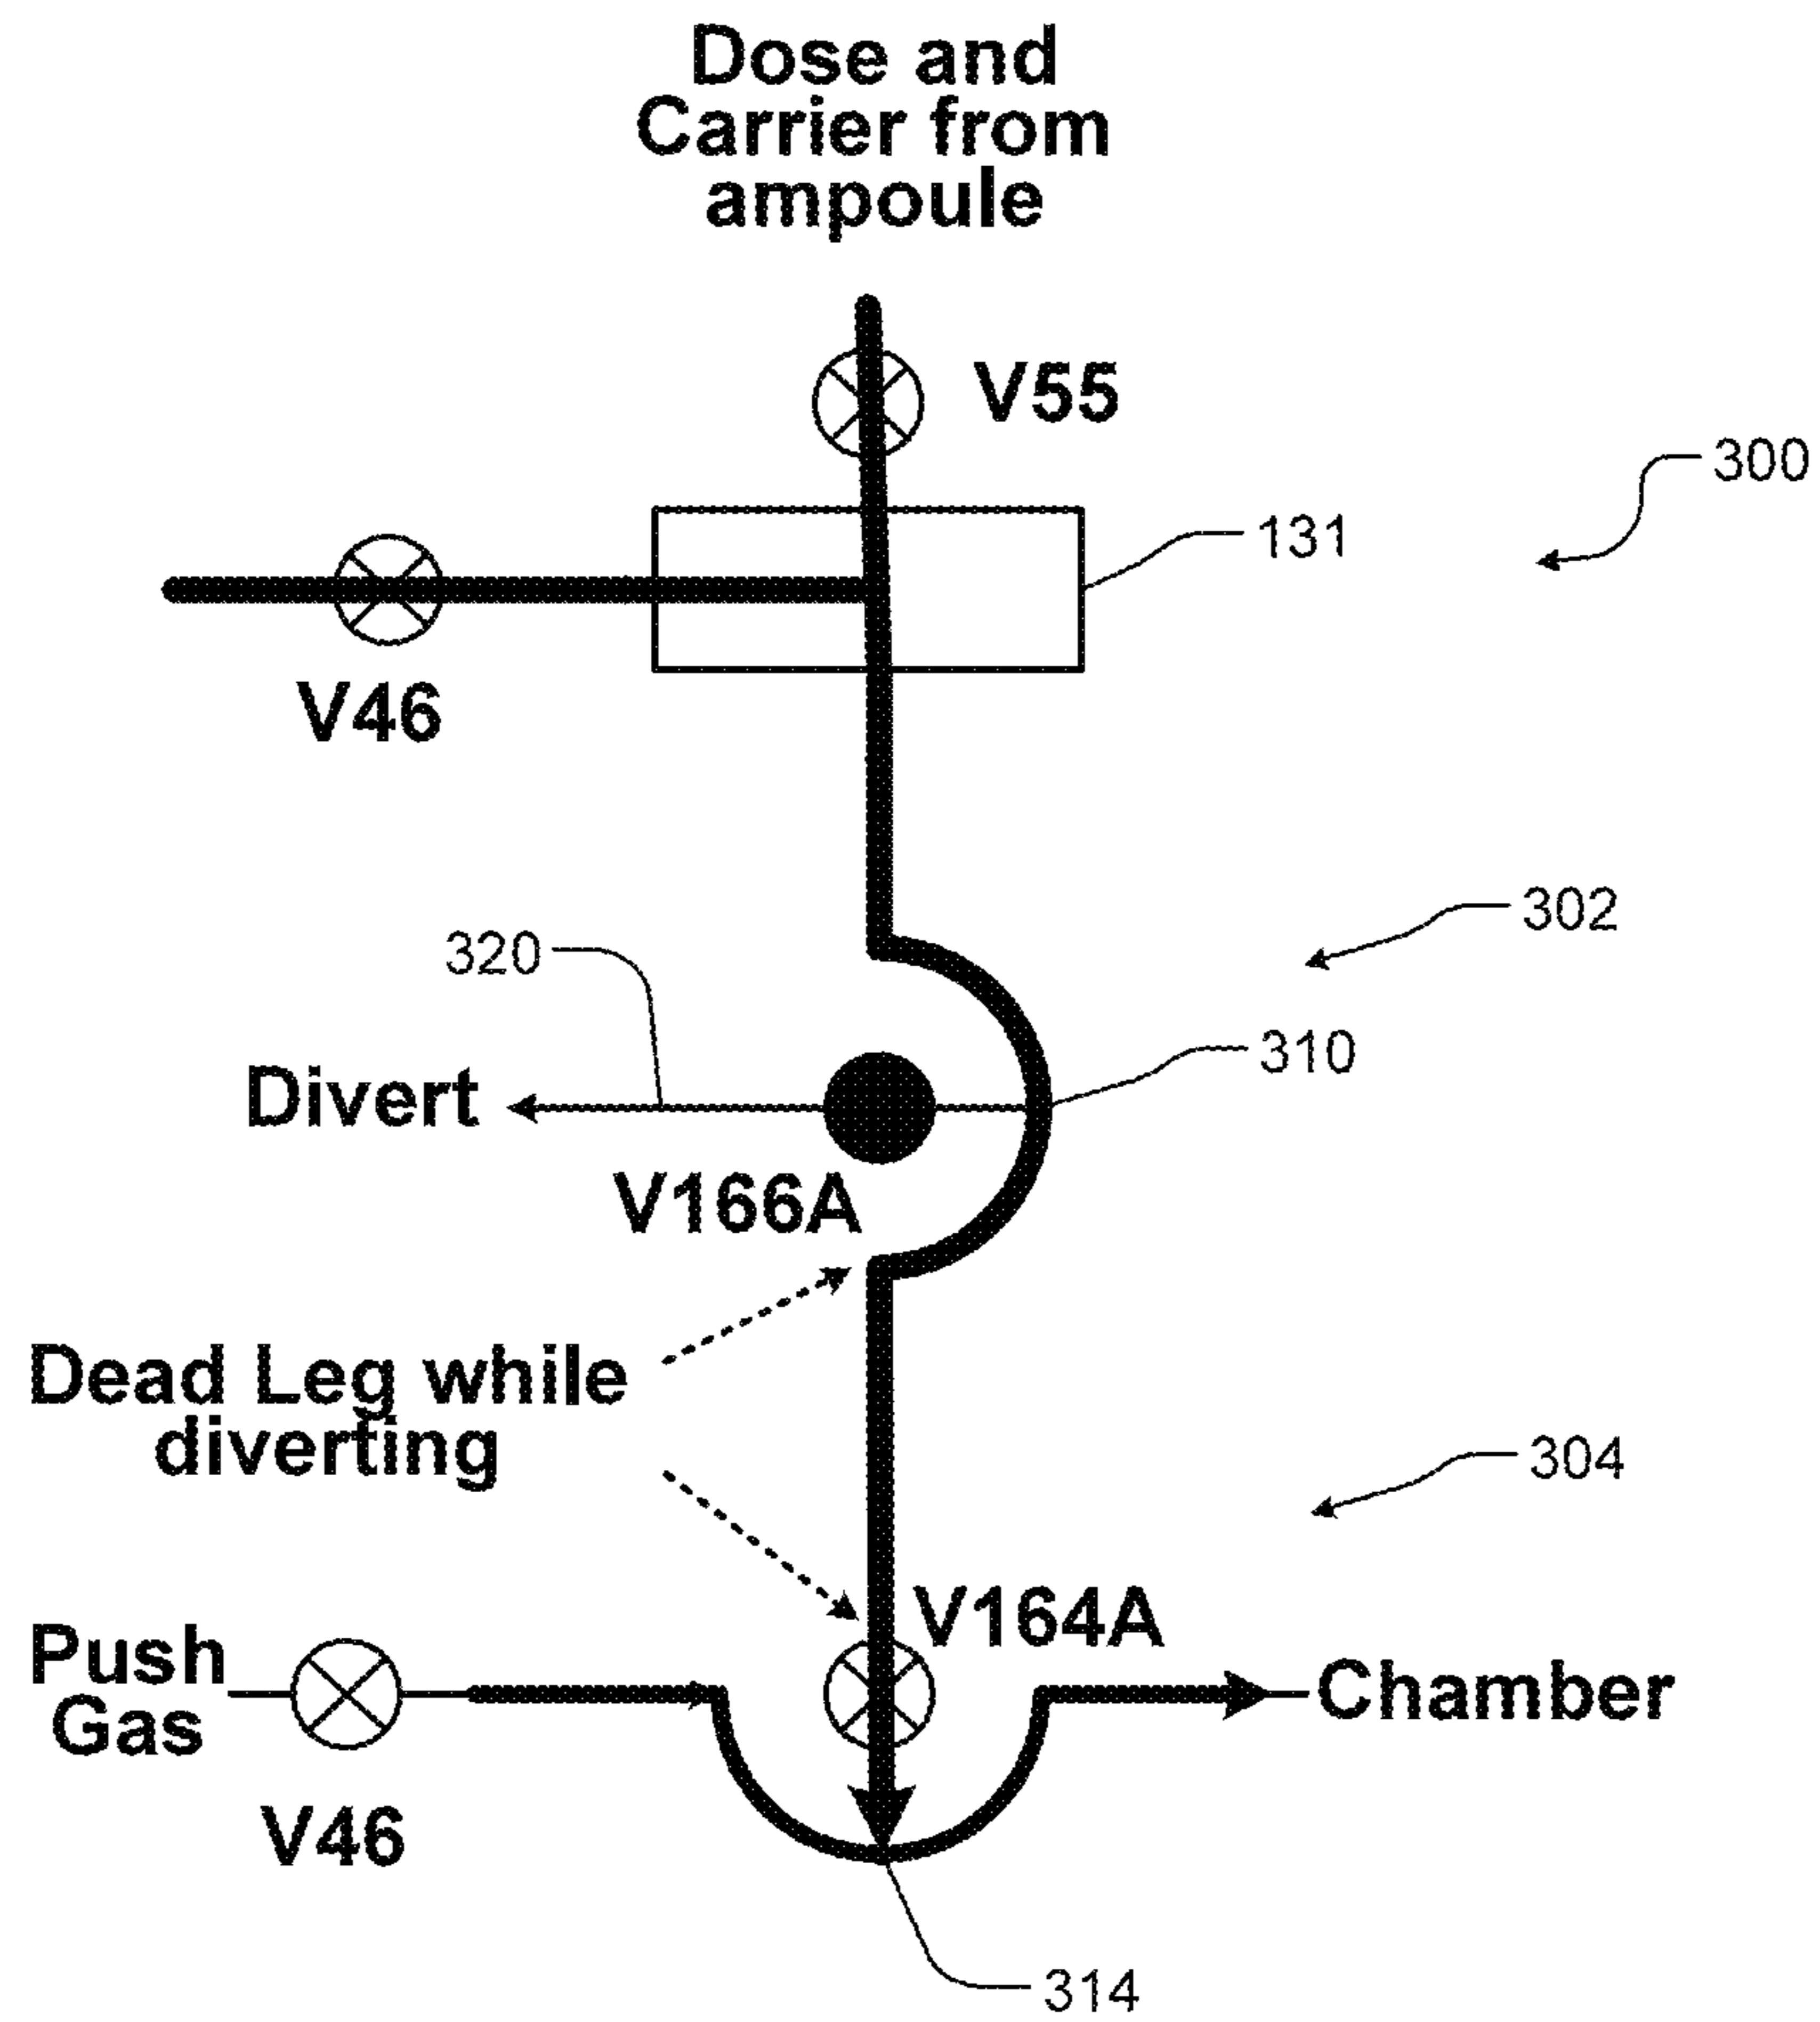 Dose and
Carrier from
ampoule
V55
300
131
V46
302
320
310
Divert
V166A
Dead Leg while
diverting
304
V164A
Push
Gas
Chamber
V46
314